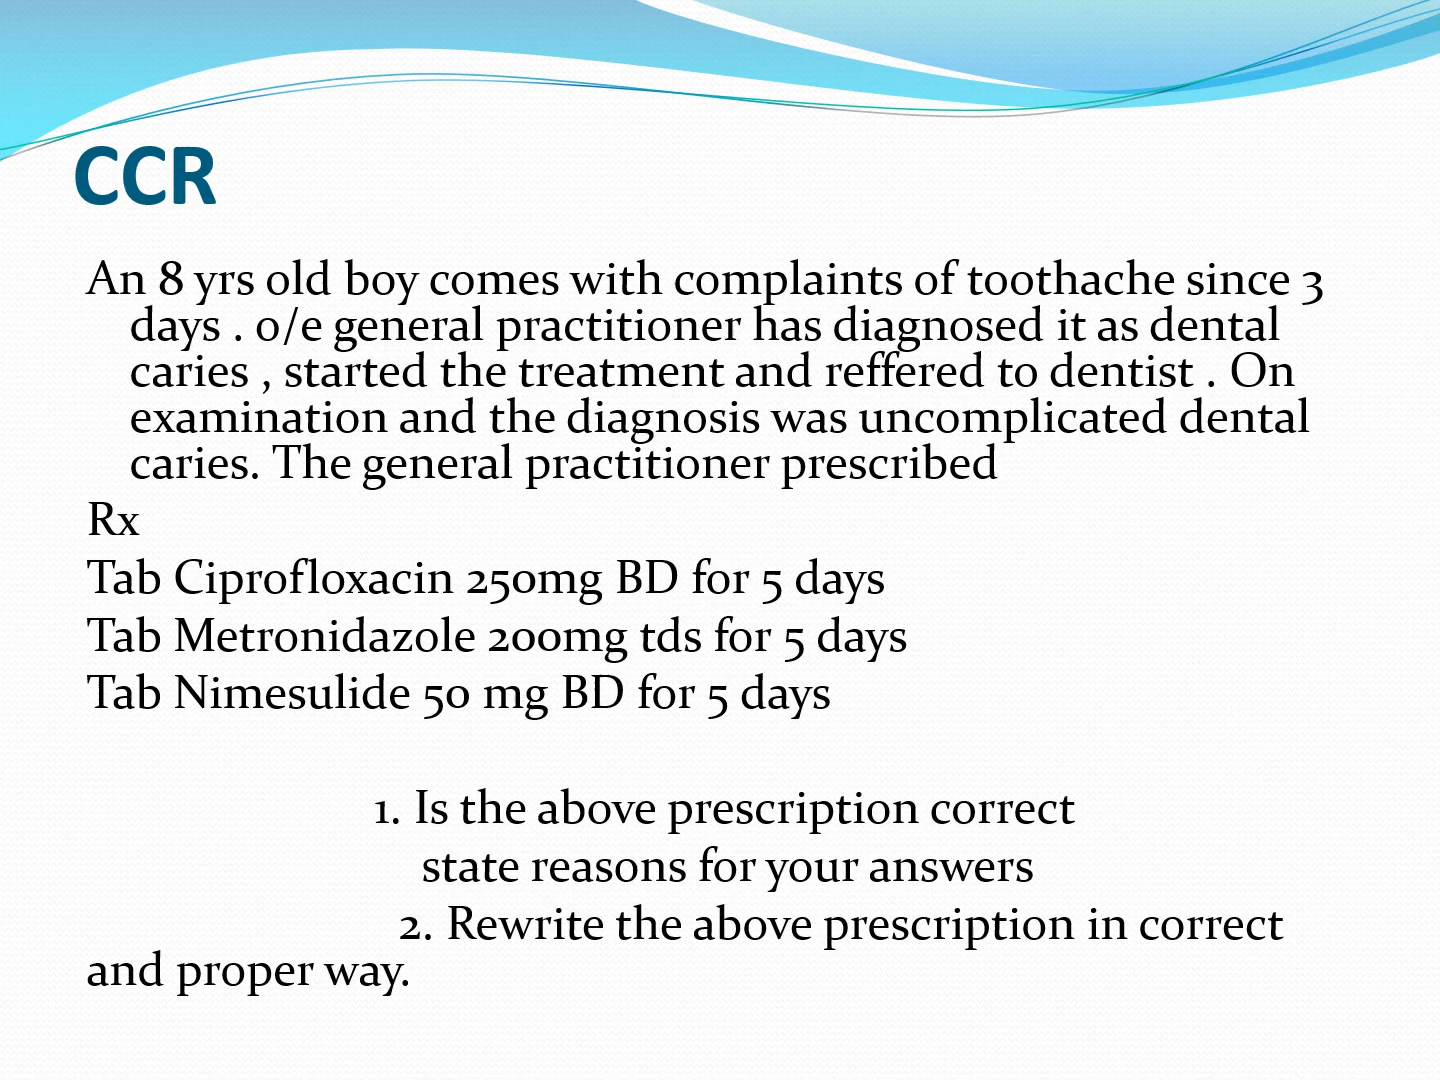 CCR
An 8 yrs old boy comes with complaints of toothache since 3
days . o/e general practitioner has diagnosed it as dental
caries , started the treatment and reffered to dentist . On
examination and the diagnosis was uncomplicated dental
caries. The general practitioner prescribed
Rx
Tab Ciprofloxacin 250mg BD for 5 days
Tab Metronidazole 200mg tds for 5 days
Tab Nimesulide 50 mg BD for 5 days
1. Is the above prescription correct
state reasons for your answers
2. Rewrite the above prescription in correct
and proper way.